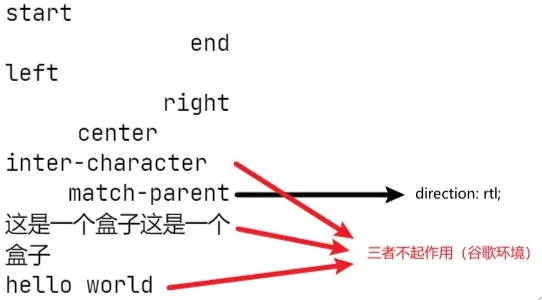 start
end
left
right
center
inter-character
match-parent
direction: rtl;
这是一个盒子这是一个
盒子
三者不起作用（谷歌环境）
hello world